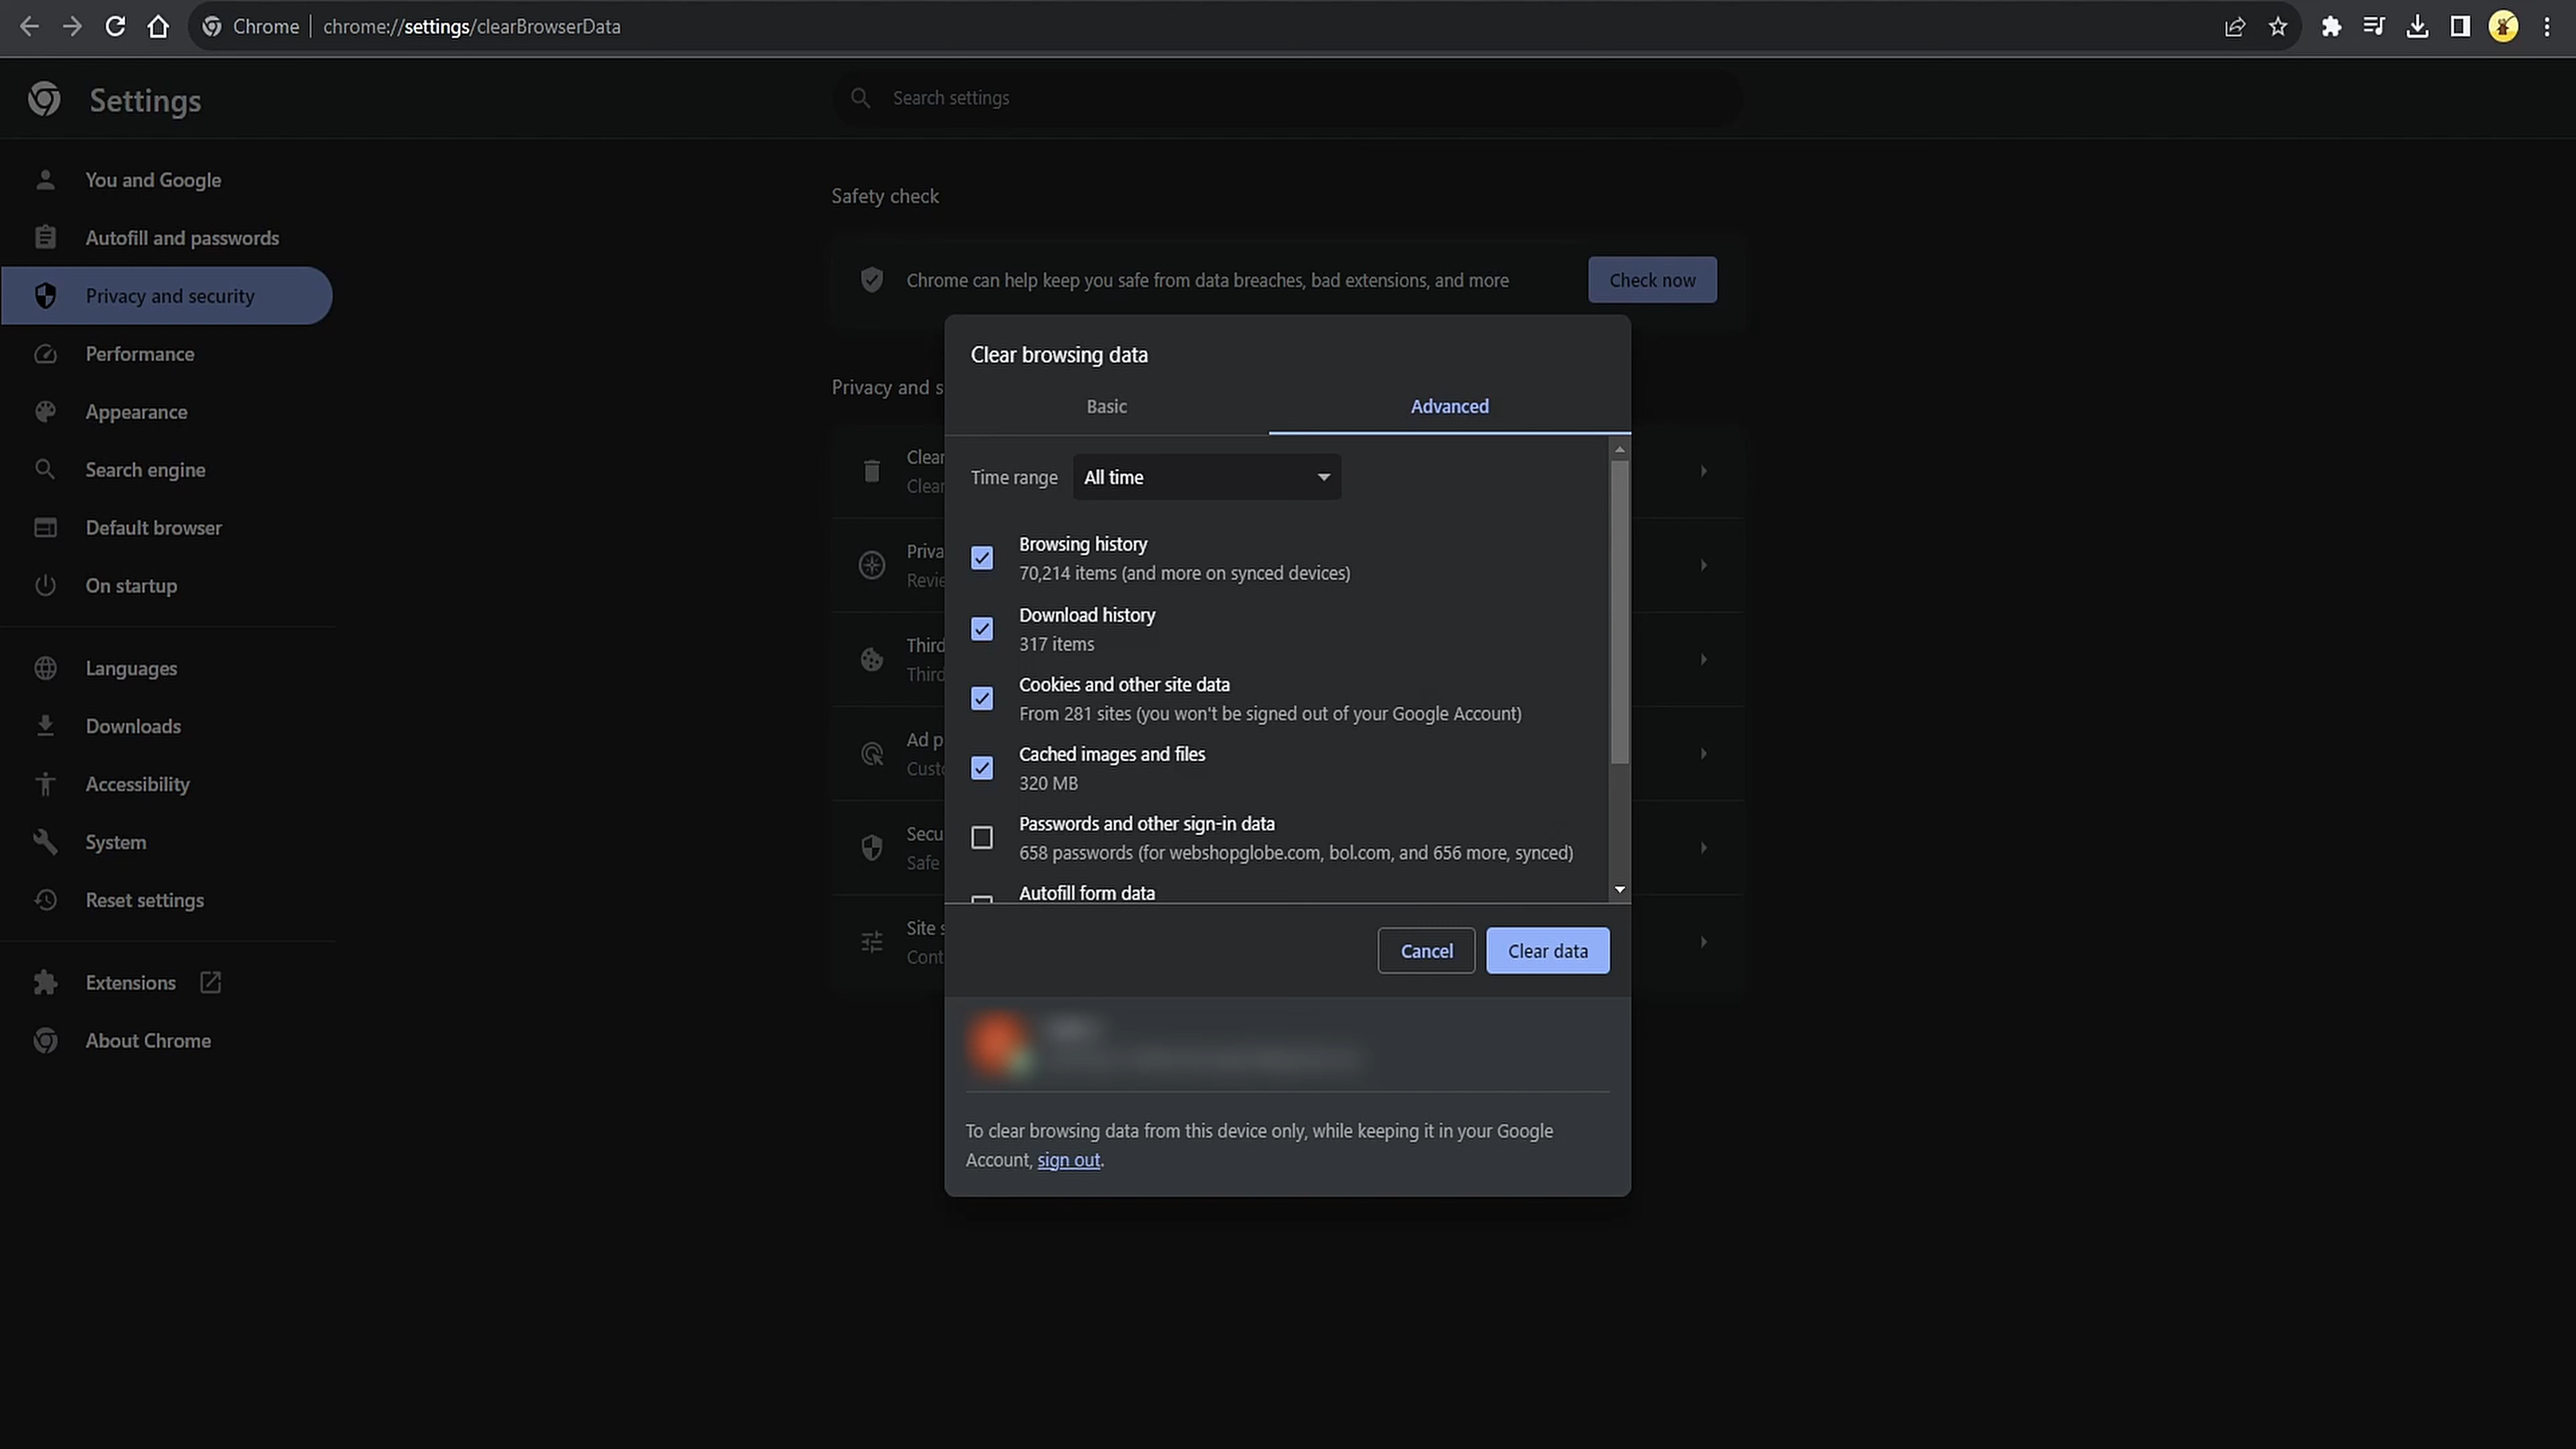 Chrome chrome://settings/clearBrowserData
Settings
Search settings
You and Google
Autofill and passwords
Privacy and security
Performance
Appearance
Search engine
Default browser
On startup
Languages
Downloads
Accessibility
System
Reset settings
Extensions
About Chrome
Safety check
Chrome can help keep you safe from data breaches, bad extensions, and more
Check now
Privacy and s
Clear
Clear
Priva
Revie
Third
Third
Ad p
Custo
Secu
Safe
Site s
Cont
Clear browsing data
Basic
Advanced
Time range
All time
Browsing history
70,214 items (and more on synced devices)
Download history
317 items
Cookies and other site data
From 281 sites (you won't be signed out of your Google Account)
Cached images and files
320 MB
Passwords and other sign-in data
658 passwords (for webshopglobe.com, bol.com, and 656 more, synced)
Autofill form data
Cancel
Clear data
To clear browsing data from this device only, while keeping it in your Google
Account, sign out.